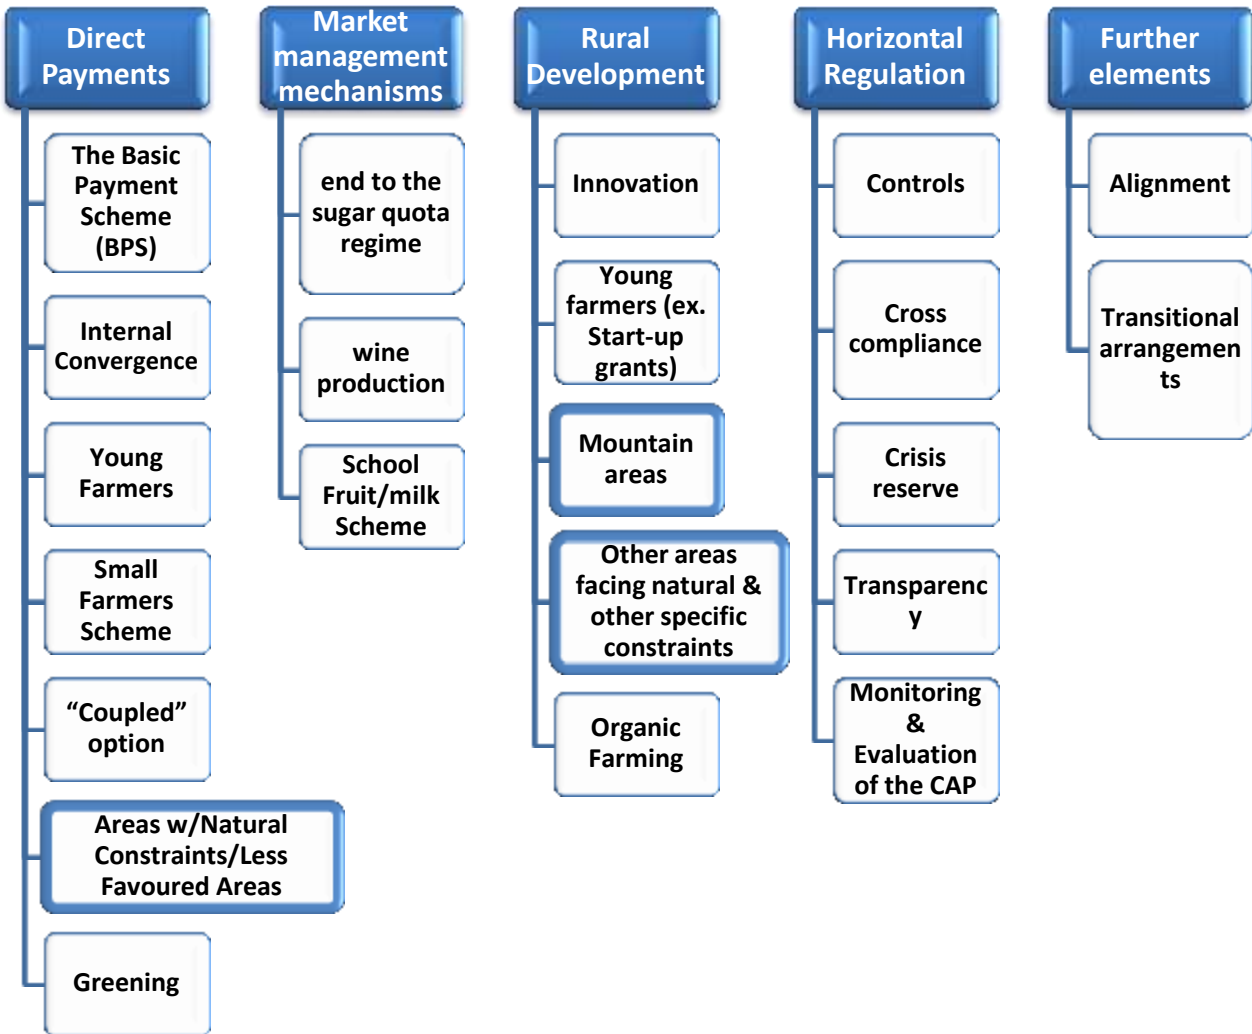 Direct
Payments
The Basic
Payment
Scheme
(BPS)
Internal
Convergence
Young
Farmers
Small
Farmers
Scheme
“Coupled”
option
Areas w/Natural
Constraints/Less
Favoured Areas
Greening
Market
management
mechanisms
end to the
sugar quota
regime
wine
production
School
Fruit/milk
Scheme
Rural
Development
Innovation
Young
farmers (ex.
Start-up
grants)
Mountain
areas
Other areas
facing natural &
other specific
constraints
Organic
Farming
Horizontal
Regulation
Controls
Cross
compliance
Crisis
reserve
Transparenc
y
Monitoring
&
Evaluation
of the CAP
Further
elements
Alignment
Transitional
arrangemen
ts